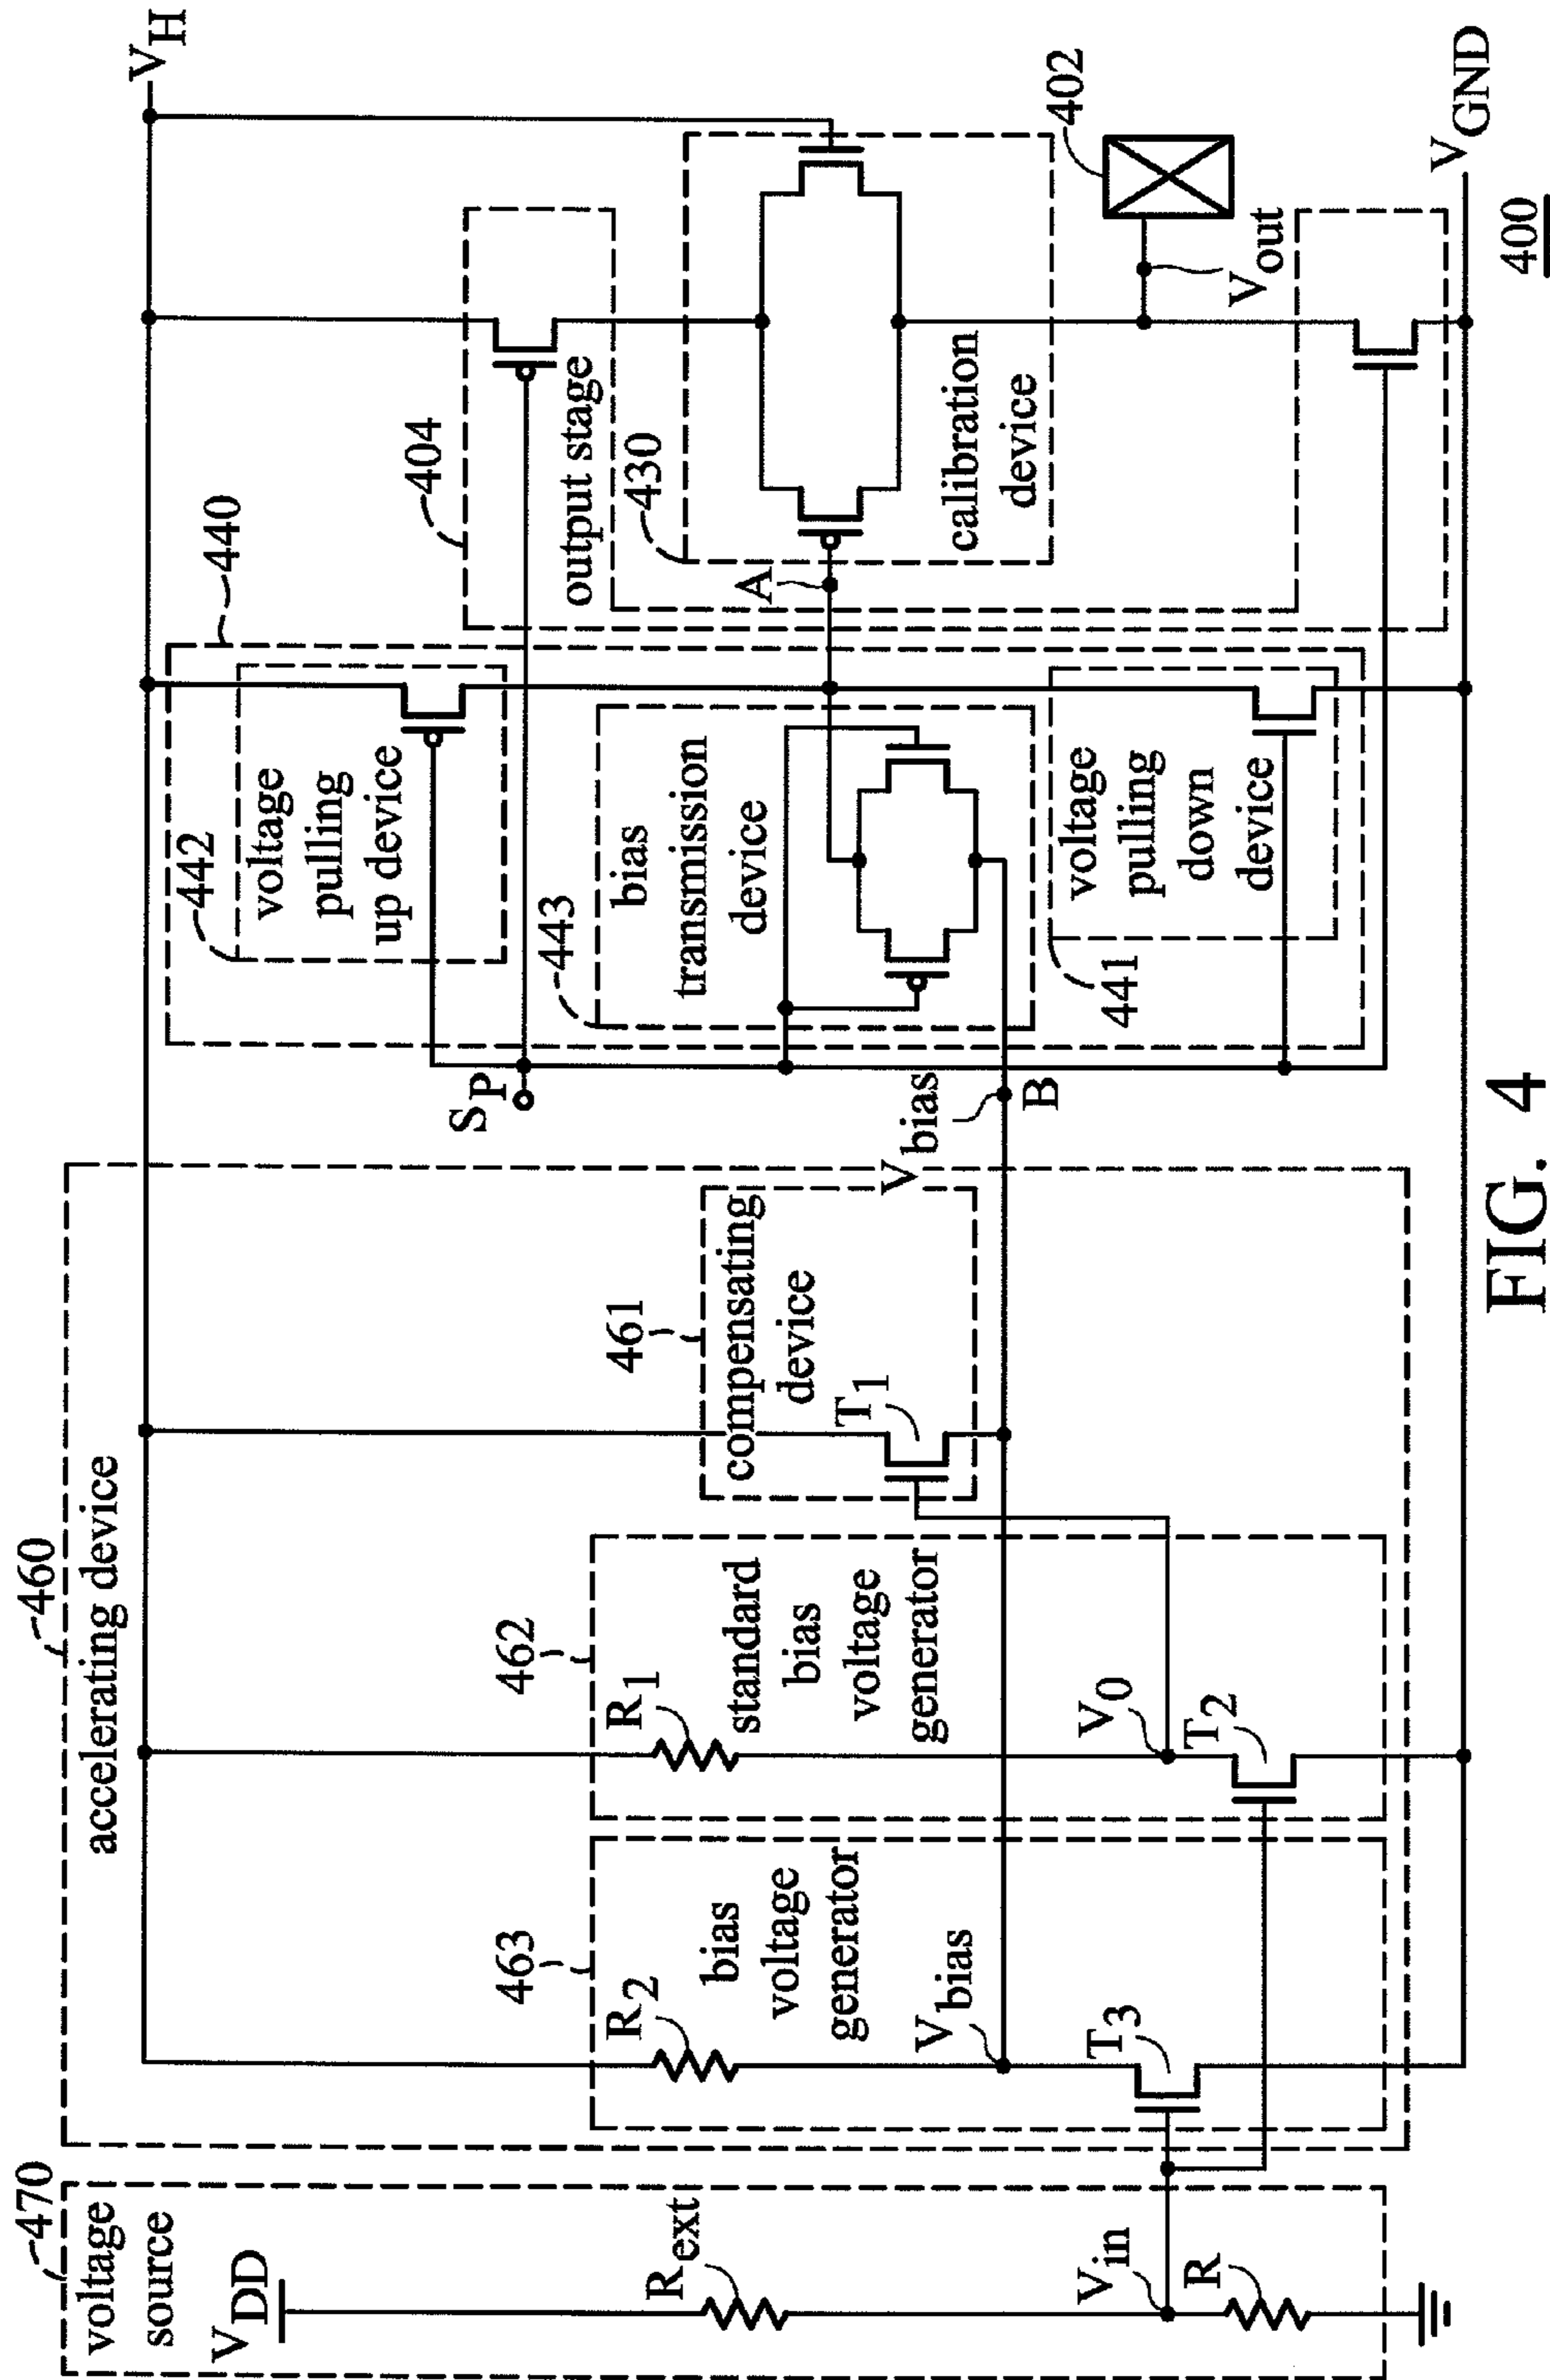 470
voltage
source
V_DD
R_ext
V_in
R
460
accelerating device
463
R_2
bias
voltage
generator
V_bias
T_3
462
R_1
standard
bias
voltage
generator
V_0
T_2
461
compensating
device
T_1
V_bias
B
S_P
440
442
voltage
pulling
up device
443
bias
transmission
device
441
voltage
pulling
down
device
404
output stage
430
A
calibration
device
402
V_out
V_H
V_GND
400
FIG. 4